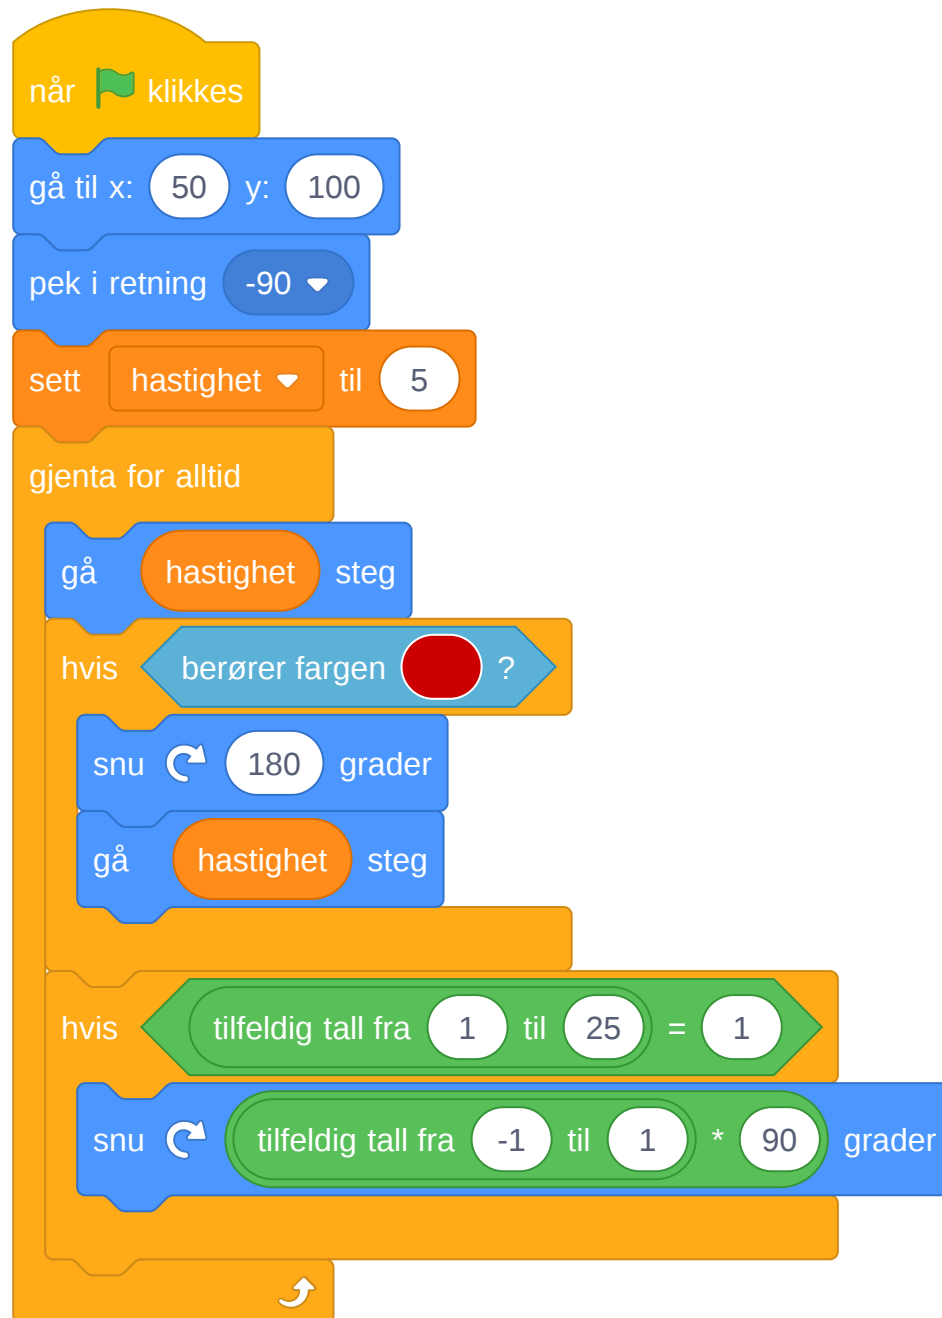 når klikkes
gå til x: 50 y: 100
pek i retning -90
sett hastighet til 5
gjenta for alltid
gå hastighet steg
hvis berører fargen ?
snu 180 grader
gå hastighet steg
hvis tilfeldig tall fra 1 til 25 = 1
snu tilfeldig tall fra -1 til 1 * 90 grader